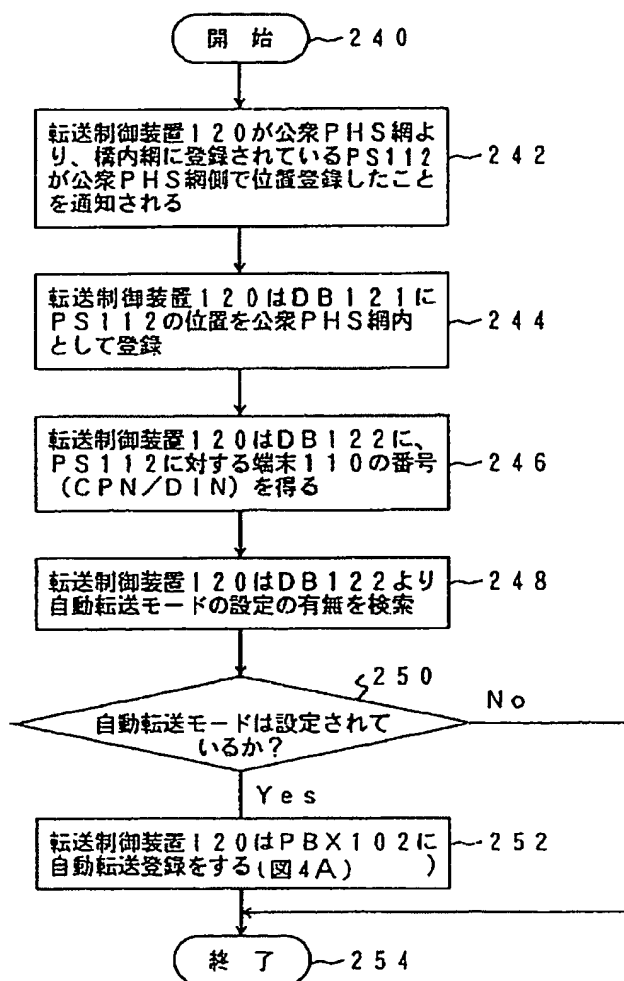 開 始 240
転送制御装置120が公衆PHS網よ
り、構内網に登録されているPS112
が公衆PHS網側で位置登録したこと
を通知される
242
転送制御装置120はDB121に
PS112の位置を公衆PHS網内
として登録
244
転送制御装置120はDB122に、
PS112に対する端末110の番号
(CPN/DIN)を得る
246
転送制御装置120はDB122より
自動転送モードの設定の有無を検索
248
250
自動転送モードは設定されて
いるか?
No
Yes
転送制御装置120はPBX102に
自動転送登録をする(図4A) )
252
終 了 254